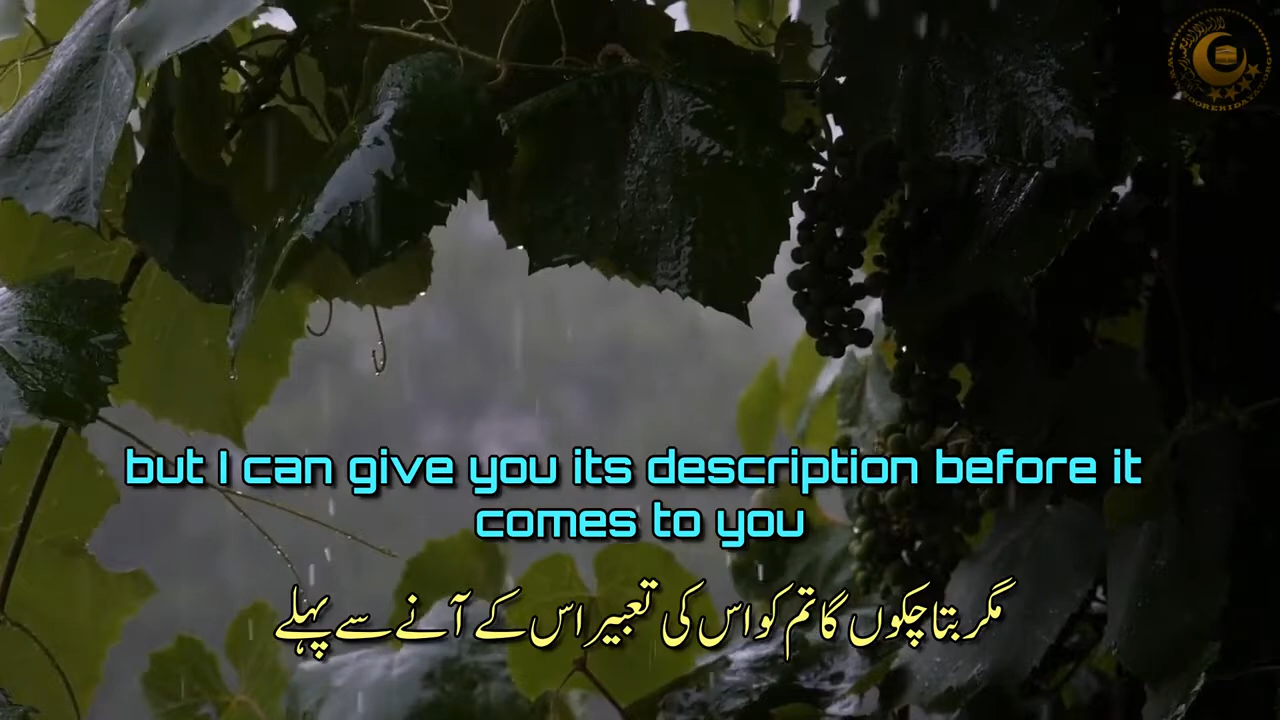 but I can give you its description before it
comes to you
مگر بتا چکوں گا تم کو اس کی تعبیر اس کے آنے سے پہلے